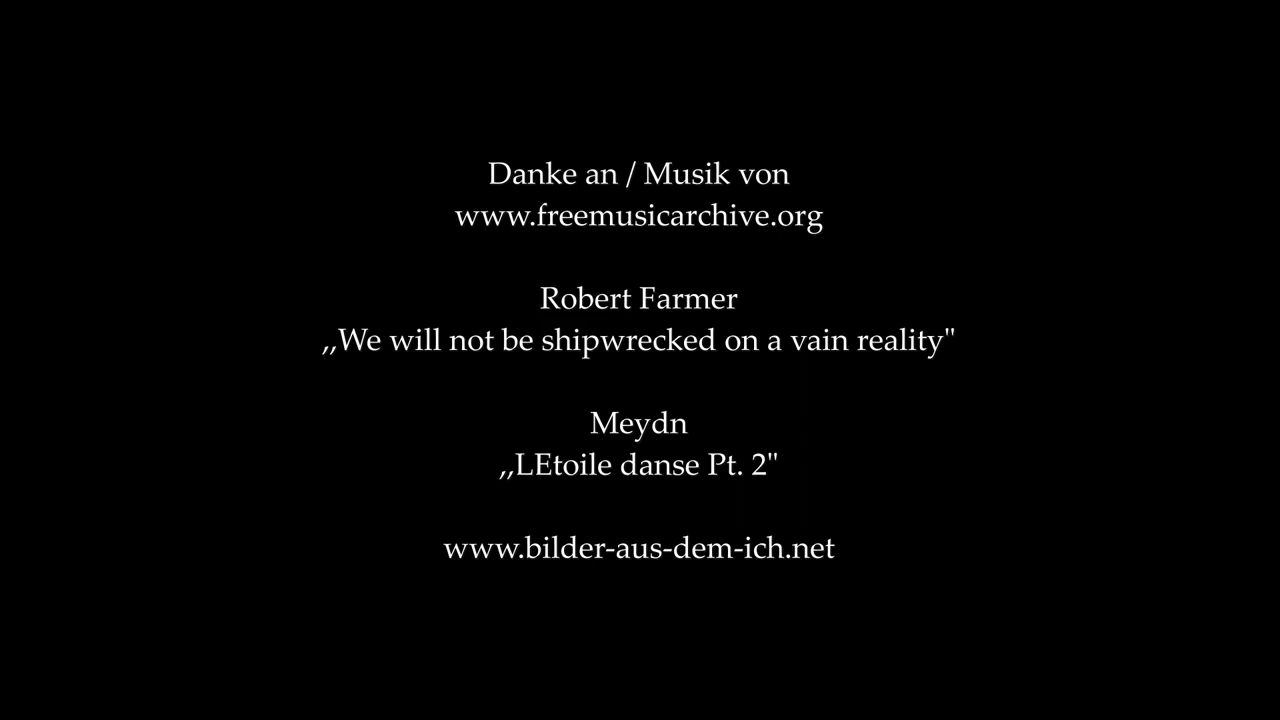 Danke an / Musik von
www.freemusicarchive.org
Robert Farmer
,,We will not be shipwrecked on a vain reality"
Meydn
,,LEtoile danse Pt. 2"
www.bilder-aus-dem-ich.net